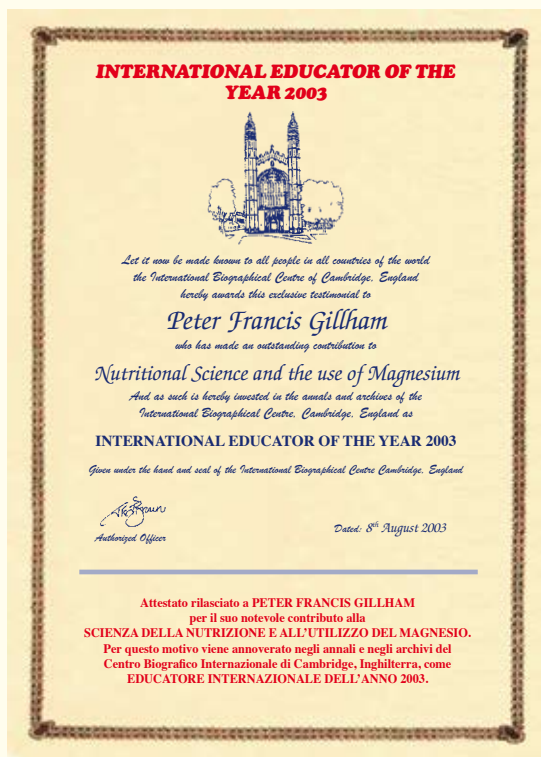 INTERNATIONAL EDUCATOR OF THE
YEAR 2003
Let it now be made known to all people in all countries of the world
the International Biographical Centre of Cambridge, England
hereby awards this exclusive testimonial to
Peter Francis Gillham
who has made an outstanding contribution to
Nutritional Science and the use of Magnesium
And as such is hereby invested in the annals and archives of the
International Biographical Centre, Cambridge, England as
INTERNATIONAL EDUCATOR OF THE YEAR 2003
Given under the hand and seal of the International Biographical Centre Cambridge, England
Authorized Officer
Dated: 8th August 2003
Attestato rilasciato a PETER FRANCIS GILLHAM
per il suo notevole contributo alla
SCIENZA DELLA NUTRIZIONE E ALL’UTILIZZO DEL MAGNESIO.
Per questo motivo viene annoverato negli annali e negli archivi del
Centro Biografico Internazionale di Cambridge, Inghilterra, come
EDUCATORE INTERNAZIONALE DELL’ANNO 2003.